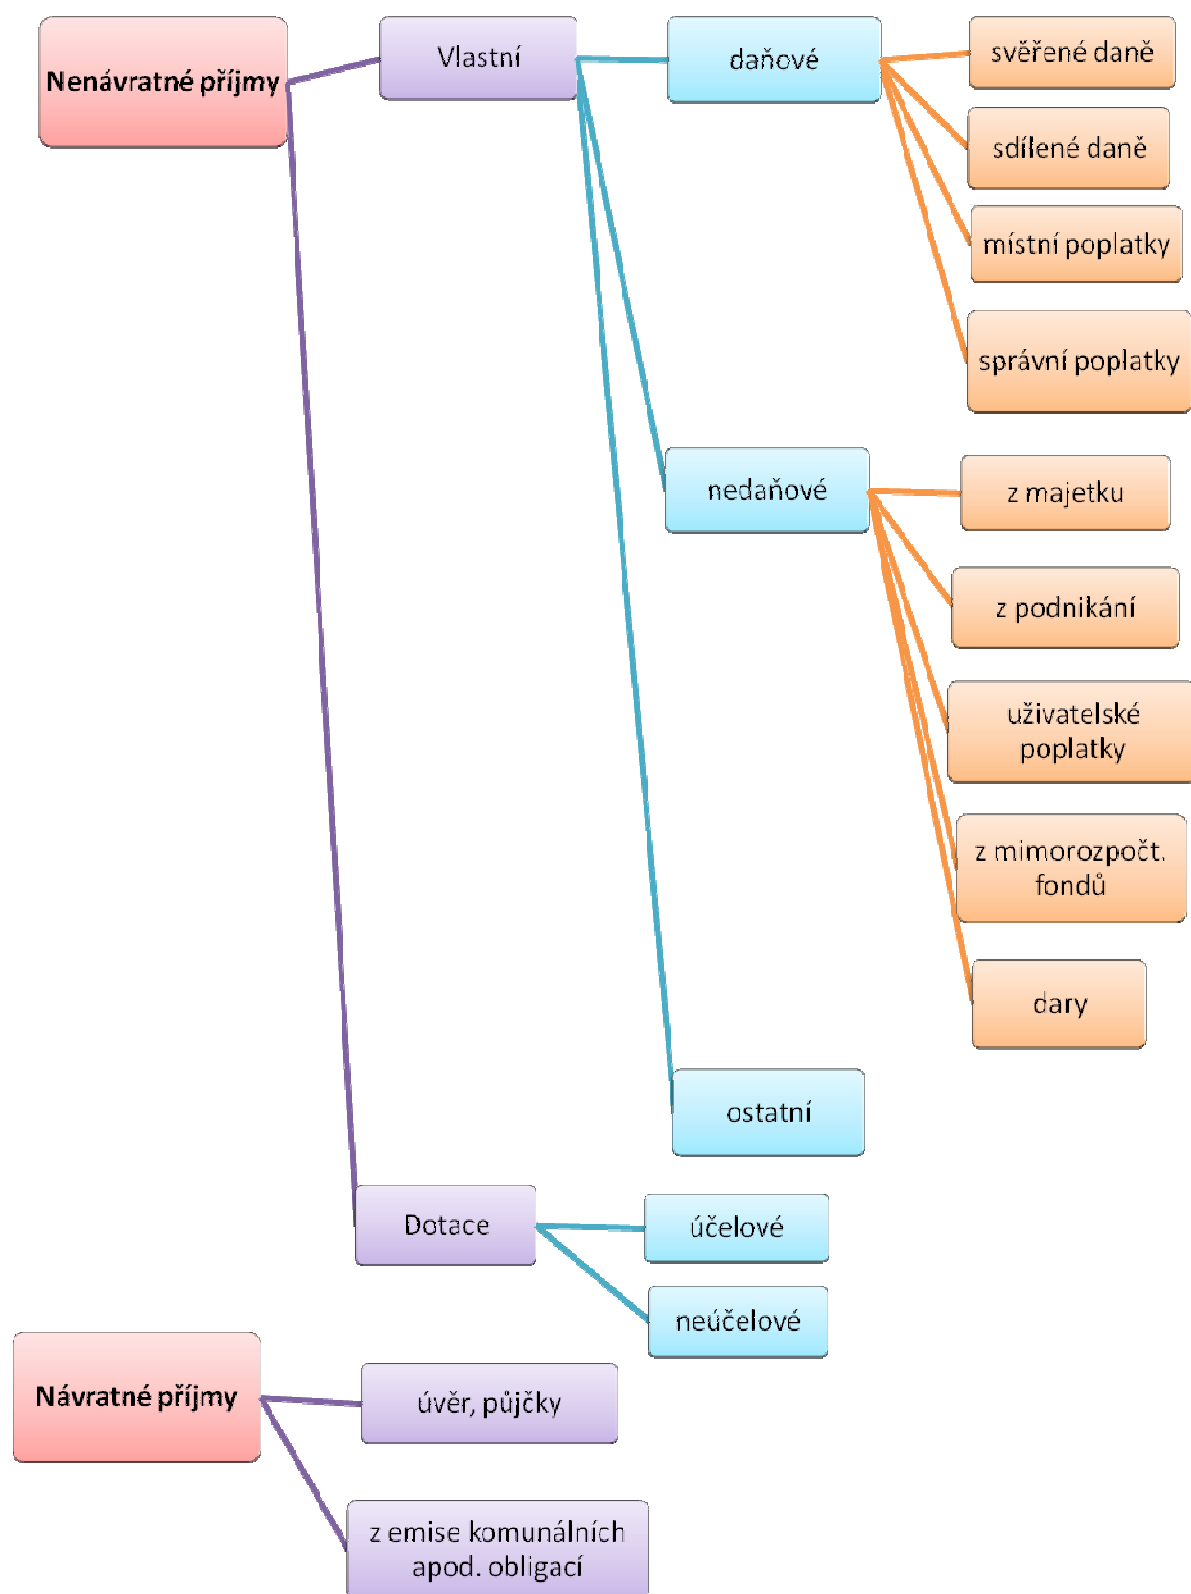 Nenávratné příjmy
Vlastní
daňové
svěřené daně
sdílené daně
místní poplatky
správní poplatky
nedaňové
z majetku
z podnikání
uživatelské
poplatky
z mimorozpočt.
fondů
dary
ostatní
Dotace
účelové
neúčelové
Návratné příjmy
úvěr, půjčky
z emise komunálních
apod. obligací